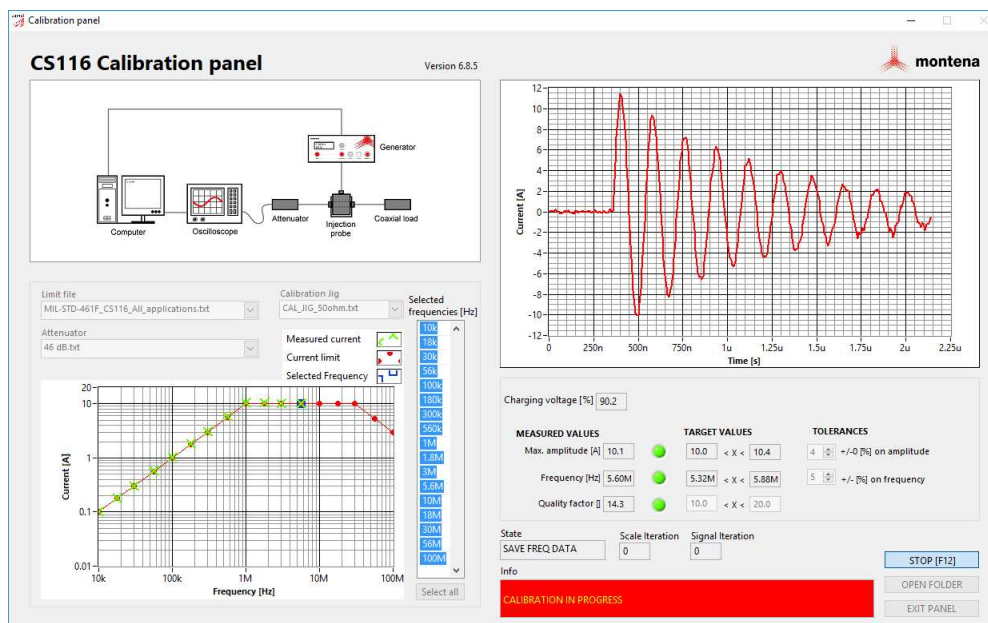 Calibration panel
CS116 Calibration panel
Version 6.8.5
montena
Generator
Computer
Oscilloscope
Attenuator
Injection
probe
Coaxial load
12
10
8
6
4
2
0
-2
-4
-6
-8
-10
-12
Current [A]
0
250n
500n
750n
1u
1.25u
1.5u
1.75u
2u
2.25u
Time [s]
Limit file
MIL-STD-461F_CS116_All_applications.txt
Calibration Jig
CAL_JIG_50ohm.txt
Attenuator
46 dB.txt
Selected
frequencies [Hz]
10k
18k
30k
56k
100k
180k
300k
560k
1M
1.8M
3M
5.6M
10M
18M
30M
56M
100M
Select all
Measured current
Current limit
Selected Frequency
20
10
1
0.1
0.01
Current [A]
10k
100k
1M
10M
100M
Frequency [Hz]
Charging voltage [%] 90.2
MEASURED VALUES
TARGET VALUES
TOLERANCES
Max. amplitude [A] 10.1
10.0 < X < 10.4
4 +/-0 [%] on amplitude
Frequency [Hz] 5.60M
5.32M < X < 5.88M
5 +/- [%] on frequency
Quality factor [] 14.3
10.0 < X < 20.0
State
SAVE FREQ DATA
Scale Iteration
0
Signal Iteration
0
Info
CALIBRATION IN PROGRESS
STOP [F12]
OPEN FOLDER
EXIT PANEL